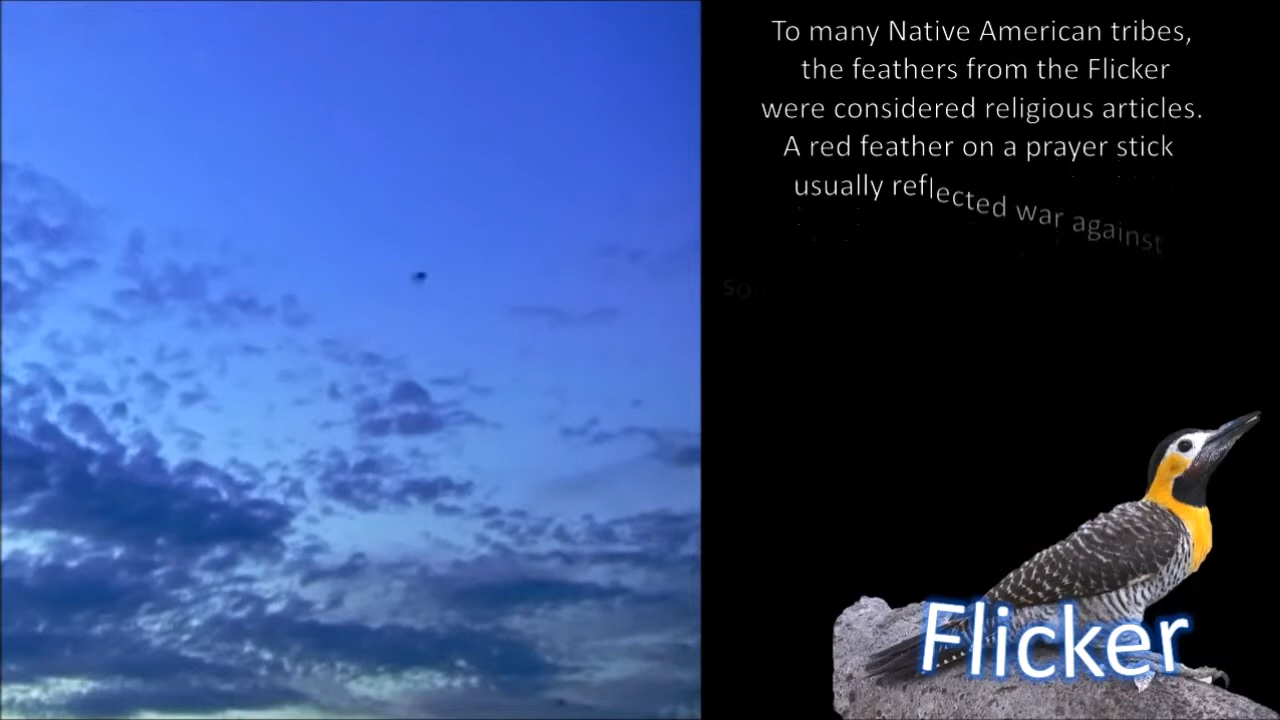 To many Native American tribes,
the feathers from the Flicker
were considered religious articles.
A red feather on a prayer stick
usually reflected war against
Flicker